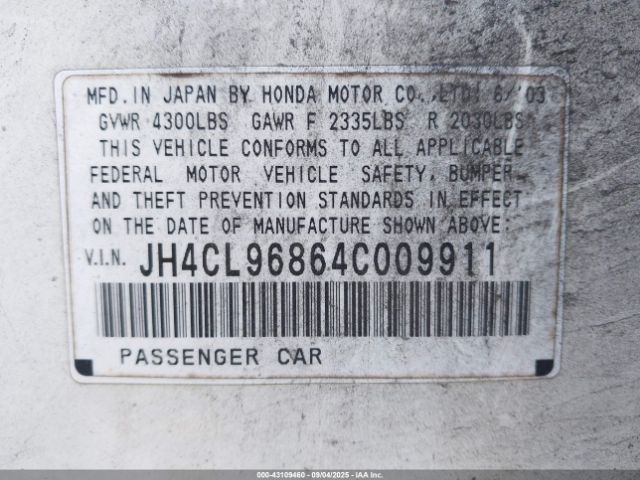 MFD. IN JAPAN BY HONDA MOTOR CO., LTD. 8/'03
GVWR 4300LBS GAWR F 2335LBS R 2030LBS
THIS VEHICLE CONFORMS TO ALL APPLICABLE
FEDERAL MOTOR VEHICLE SAFETY, BUMPER
AND THEFT PREVENTION STANDARDS IN EFFECT
ON THE DATE OF MANUFACTURE SHOWN ABOVE:
V.I.N. JH4CL96864C009911
PASSENGER CAR
000-43109460 - 09/04/2025 - IAA Inc.